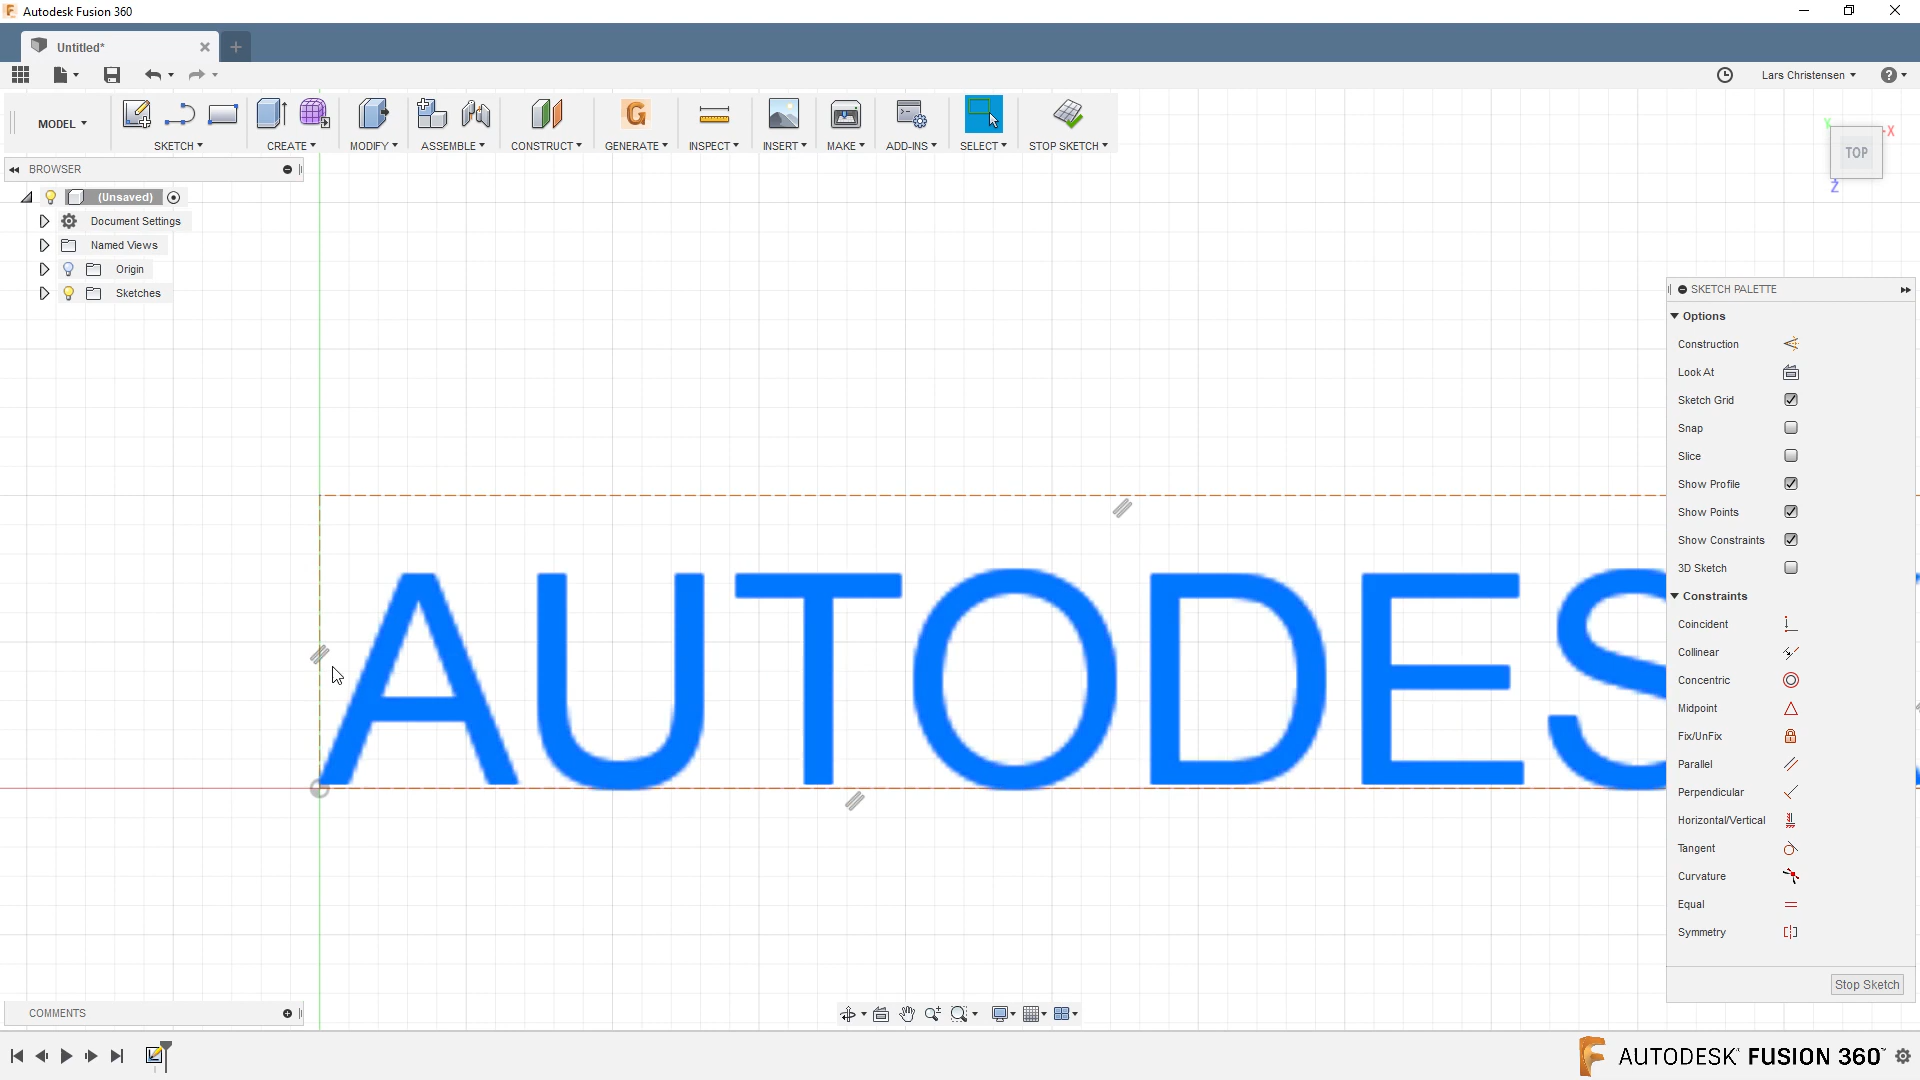 Autodesk Fusion 360
Untitled*
Lars Christensen
MODEL
SKETCH
CREATE
MODIFY
ASSEMBLE
CONSTRUCT
GENERATE
INSPECT
INSERT
MAKE
ADD-INS
SELECT
STOP SKETCH
BROWSER
(Unsaved)
Document Settings
Named Views
Origin
Sketches
Y
X
TOP
Z
SKETCH PALETTE
Options
Construction
Look At
Sketch Grid
Snap
Slice
Show Profile
Show Points
Show Constraints
3D Sketch
Constraints
Coincident
Collinear
Concentric
Midpoint
Fix/UnFix
Parallel
Perpendicular
Horizontal/Vertical
Tangent
Curvature
Equal
Symmetry
Stop Sketch
AUTODES
COMMENTS
AUTODESK FUSION 360